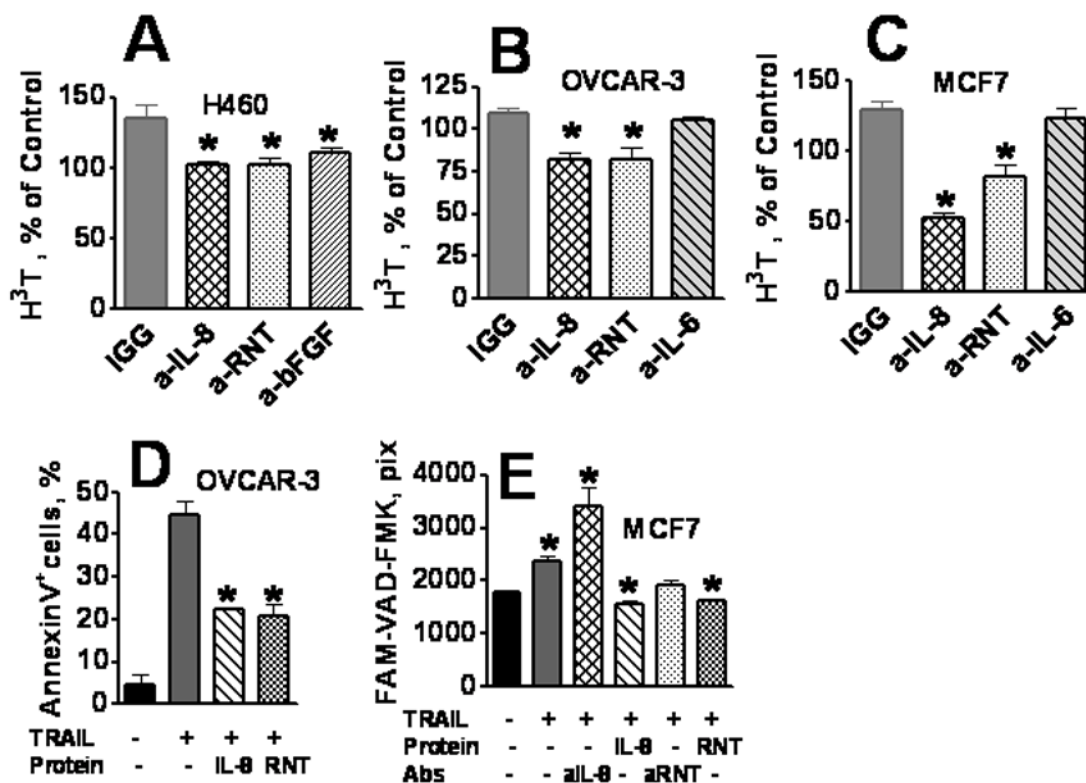 A
B
C
H460
OVCAR-3
MCF7
H³T, % of Control
150
100
50
0
H³T, % of Control
125
100
75
50
25
0
H³T, % of Control
150
100
50
0
* * *
* *
* *
IGG a-IL-8 a-RNT a-bFGF
IGG a-IL-8 a-RNT a-IL-6
IGG a-IL-8 a-RNT a-IL-6
D
OVCAR-3
AnnexinV⁺cells, %
50
40
30
20
10
0
* *
TRAIL - + + +
Protein - - IL-8 RNT
E
MCF7
FAM-VAD-FMK, pix
4000
3000
2000
1000
0
* * * *
TRAIL - + + + + +
Protein - - - IL-8 - RNT
Abs - - aIL-8 - aRNT -